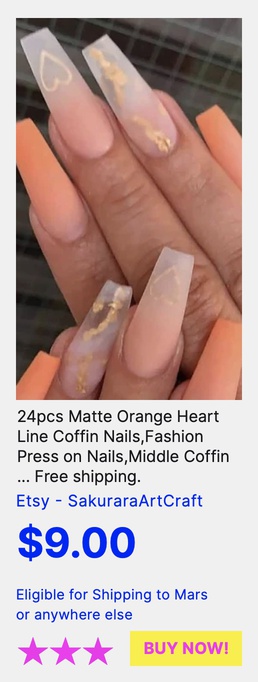 24pcs Matte Orange Heart
Line Coffin Nails,Fashion
Press on Nails,Middle Coffin
... Free shipping.
Etsy - SakuraraArtCraft
$9.00
Eligible for Shipping to Mars
or anywhere else
BUY NOW!